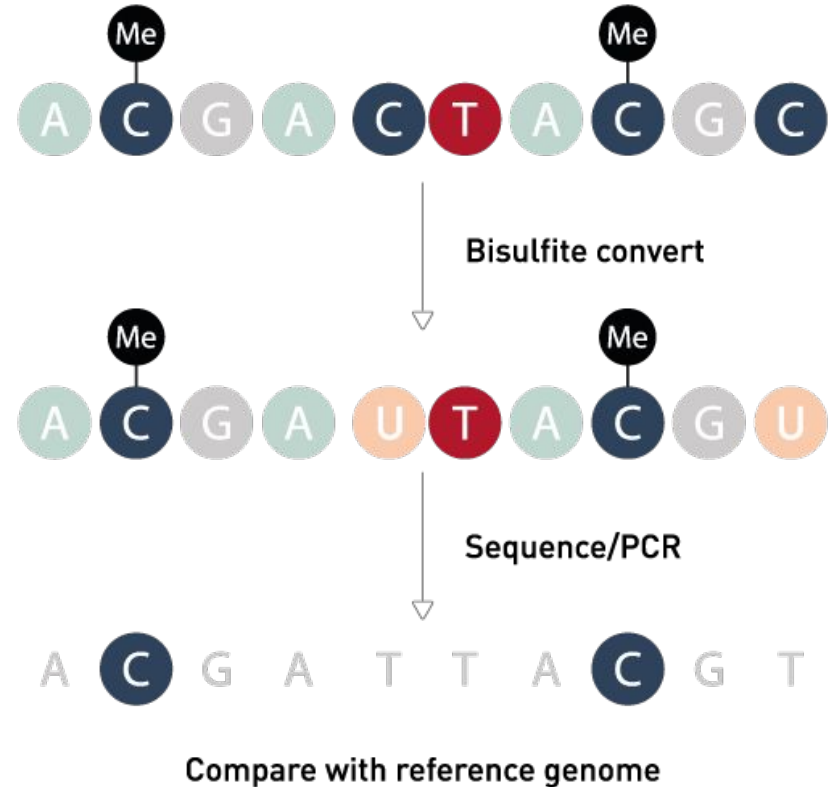 Me Me
A C G A C T A C G C
Bisulfite convert
Me Me
A C G A U T A C G U
Sequence/PCR
A C G A T T A C G T
Compare with reference genome